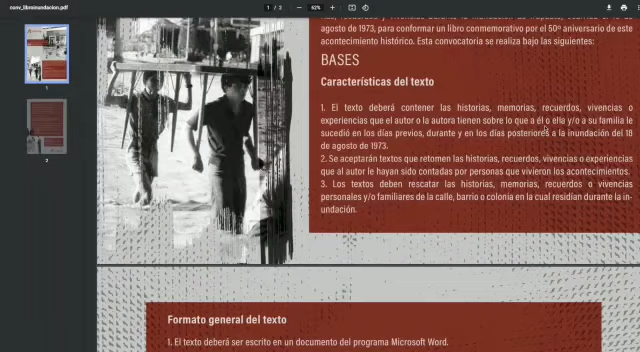 conv_libroinundacion.pdf
1 / 2
52%
1
2
agosto de 1973, para conformar un libro conmemorativo por el 50º aniversario de este
acontecimiento histórico. Esta convocatoria se realiza bajo las siguientes:
BASES
Características del texto
1. El texto deberá contener las historias, memorias, recuerdos, vivencias o
experiencias que el autor o la autora tienen sobre lo que a él o ella y/o a su familia le
sucedió en los días previos, durante y en los días posteriores a la inundación del 18
de agosto de 1973.
2. Se aceptarán textos que retomen las historias, recuerdos, vivencias o experiencias
que al autor le hayan sido contadas por personas que vivieron los acontecimientos.
3. Los textos deben rescatar las historias, memorias, recuerdos o vivencias
personales y/o familiares de la calle, barrio o colonia en la cual residían durante la in-
undación.
Formato general del texto
1. El texto deberá ser escrito en un documento del programa Microsoft Word.